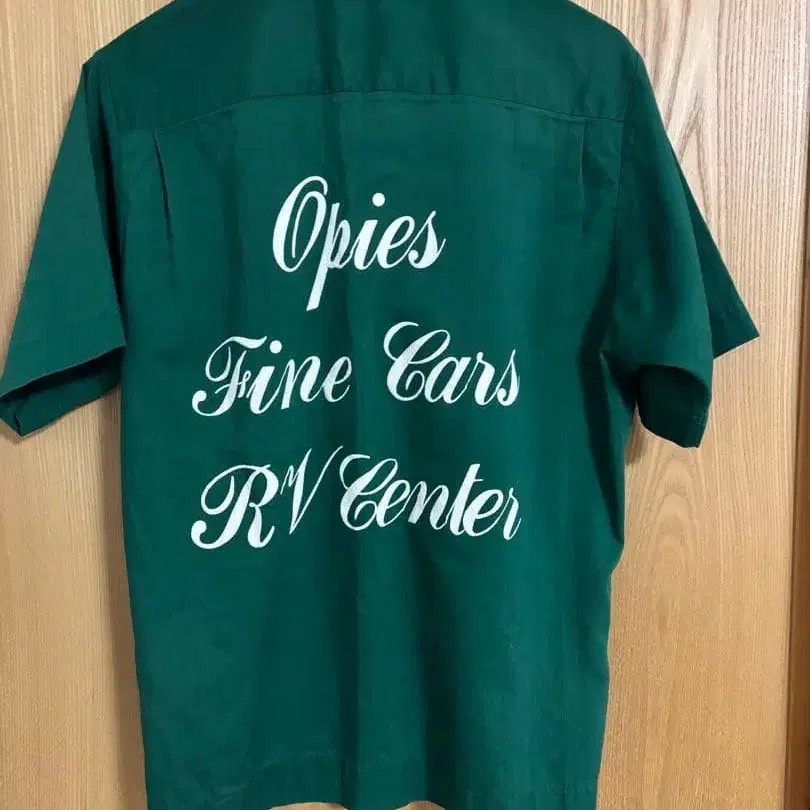 Opies
Fine Cars
RV Center